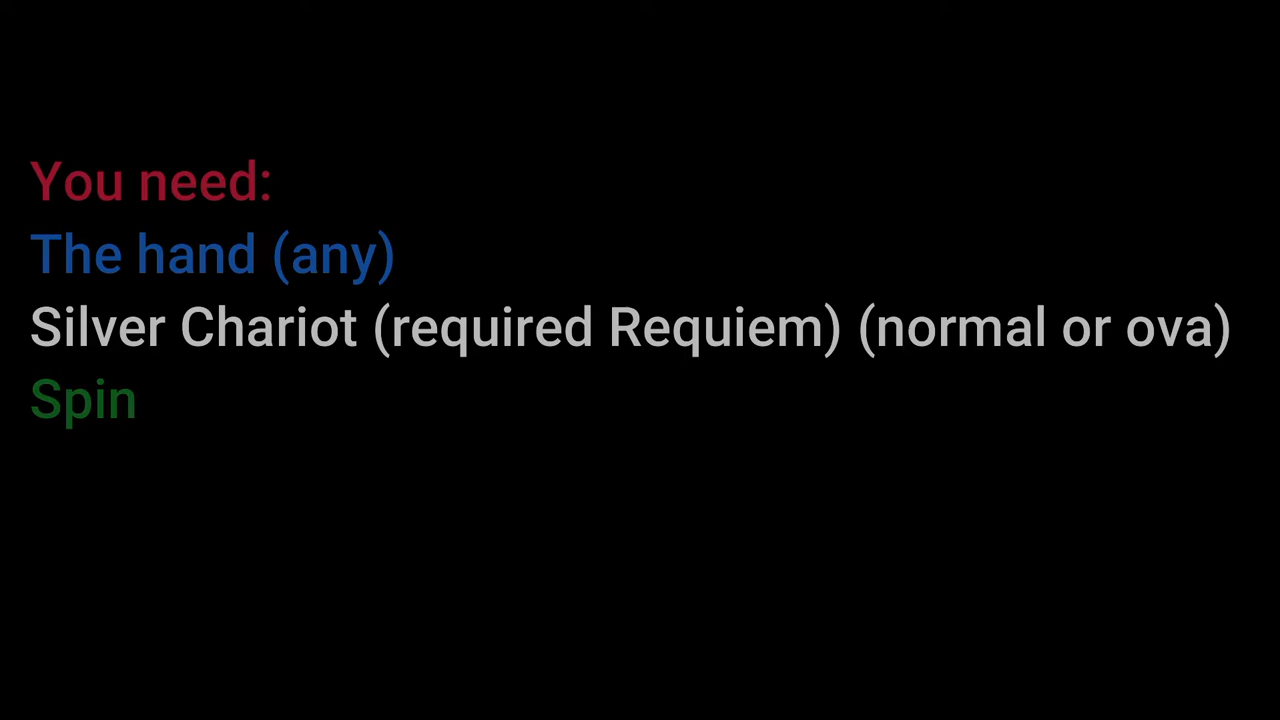 You need:
The hand (any)
Silver Chariot (required Requiem) (normal or ova)
Spin